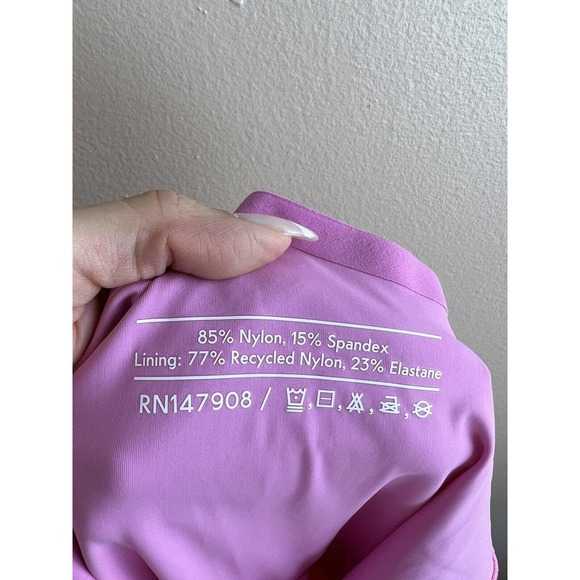 85% Nylon, 15% Spandex
Lining: 77% Recycled Nylon, 23% Elastane
RN147908 /